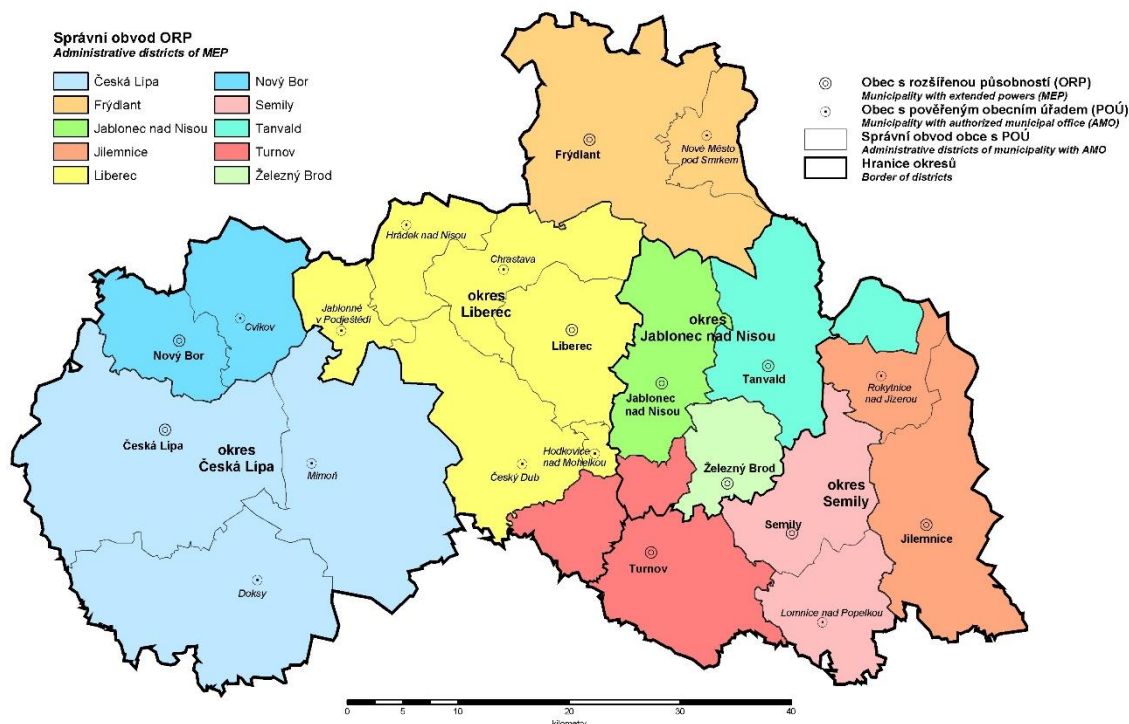 Správní obvod ORP
Administrative districts of MEP
Česká Lípa
Frýdlant
Jablonec nad Nisou
Jilemnice
Liberec
Nový Bor
Semily
Tanvald
Turnov
Železný Brod
Obec s rozšířenou působností (ORP)
Municipality with extended powers (MEP)
Obec s pověřeným obecním úřadem (POÚ)
Municipality with authorized municipal office (AMO)
Správní obvod obce s POÚ
Administrative districts of municipality with AMO
Hranice okresů
Border of districts
Frýdlant
Nové Město
pod Smrkem
Hrádek nad Nisou
Chrastava
okres
Liberec
Jablonné
v Podještědí
Cvikov
Nový Bor
Liberec
okres
Jablonec nad Nisou
Tanvald
Rokytnice
nad Jizerou
Jablonec
nad Nisou
Česká Lípa
okres
Česká Lípa
Mimoň
Hodkovice
nad Mohelkou
Český Dub
Železný Brod
okres
Semily
Semily
Jilemnice
Turnov
Doksy
Lomnice nad Popelkou
0 5 10 20 30 40
kilometry